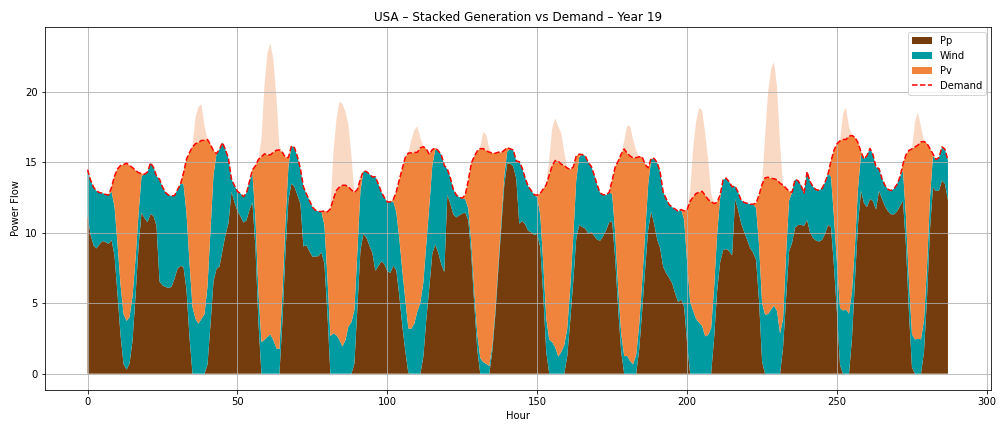 USA – Stacked Generation vs Demand – Year 19
Pp
Wind
Pv
Demand
Power Flow
20
15
10
5
0
0 50 100 150 200 250 300
Hour